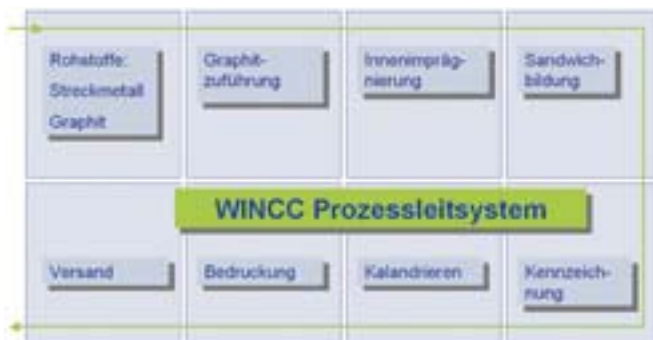 Rohstoffe:
Streckmetall
Graphit
Graphit-
zuführung
Innenimpräg-
nierung
Sandwich-
bildung
WINCC Prozessleitsystem
Versand
Bedruckung
Kalandrieren
Kennzeich-
nung